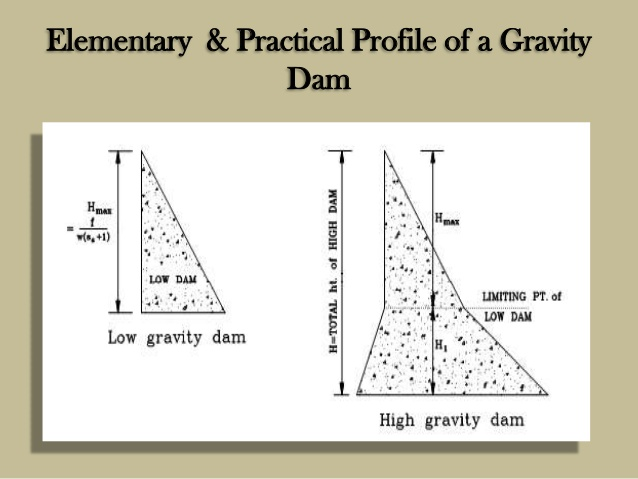 Elementary & Practical Profile of a Gravity
Dam
Hmax
= f
w(sₛ+1)
LOW DAM
Low gravity dam
H=TOTAL ht. of HIGH DAM
Hmax
LIMITING PT. of
LOW DAM
H1
High gravity dam